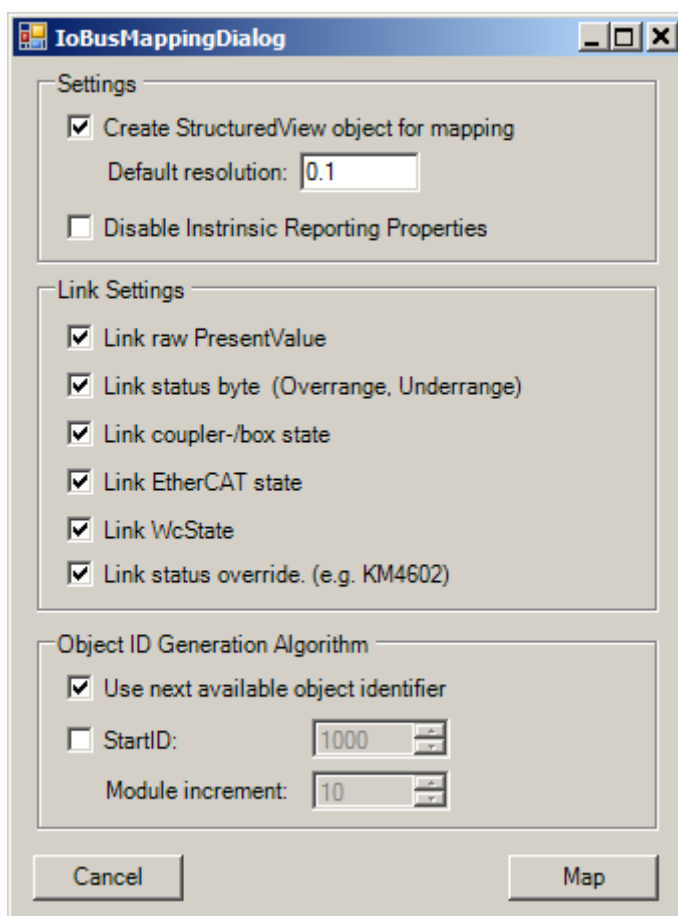 IoBusMappingDialog
Settings
Create StructuredView object for mapping
Default resolution: 0.1
Disable Instrinsic Reporting Properties
Link Settings
Link raw PresentValue
Link status byte (Overrange, Underrange)
Link coupler-/box state
Link EtherCAT state
Link WcState
Link status override. (e.g. KM4602)
Object ID Generation Algorithm
Use next available object identifier
StartID: 1000
Module increment: 10
Cancel Map